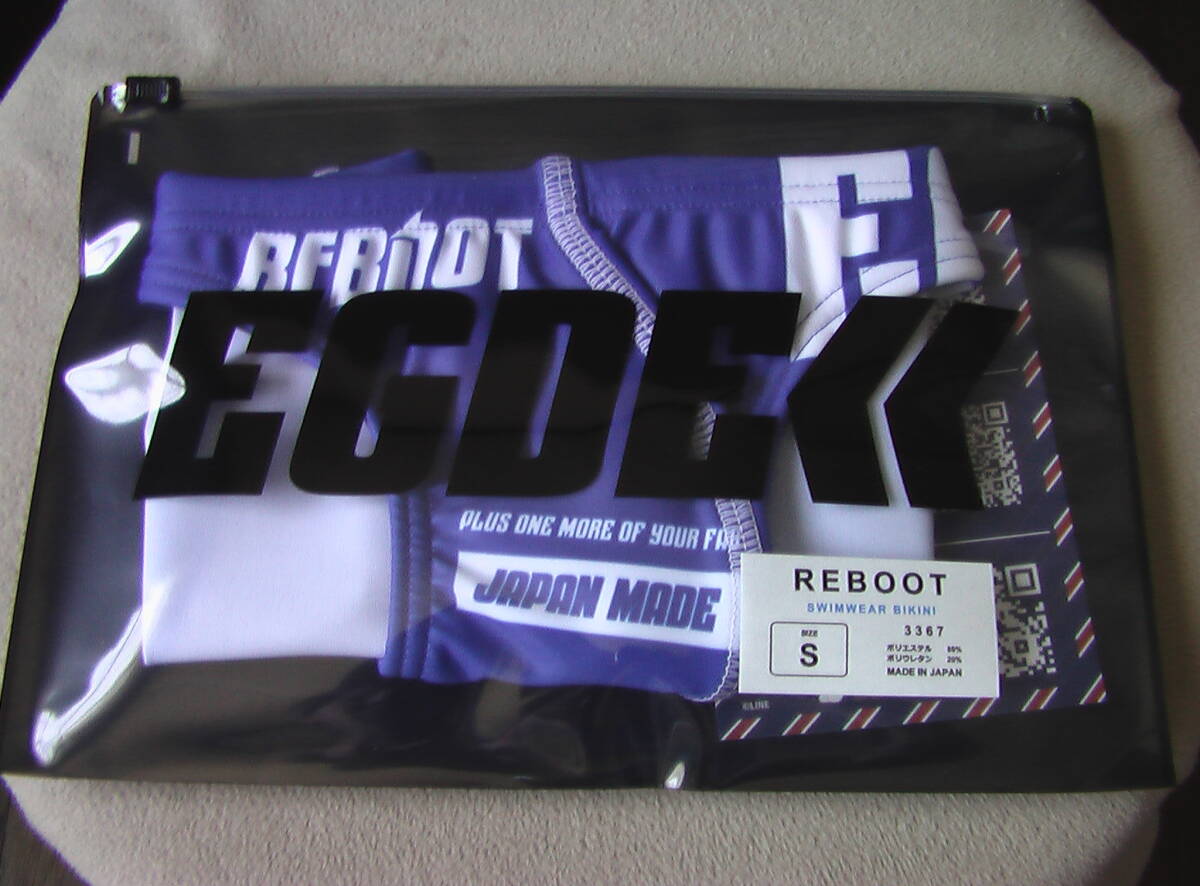 REBOOT
E
EGDE
PLUS ONE MORE OF YOUR
JAPAN MADE
REBOOT
SWIMWEAR BIKINI
SIZE
S
3367
ポリエステル 80%
ポリウレタン 20%
MADE IN JAPAN
©LINE